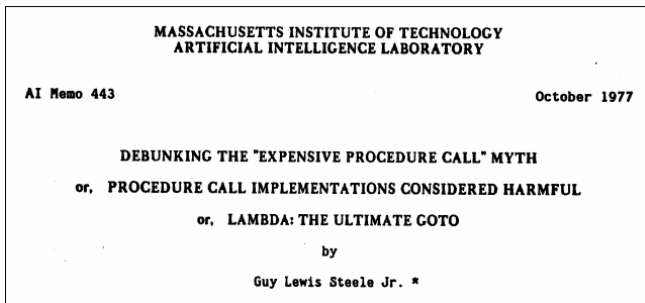 MASSACHUSETTS INSTITUTE OF TECHNOLOGY
ARTIFICIAL INTELLIGENCE LABORATORY
AI Memo 443 October 1977
DEBUNKING THE "EXPENSIVE PROCEDURE CALL" MYTH
or, PROCEDURE CALL IMPLEMENTATIONS CONSIDERED HARMFUL
or, LAMBDA: THE ULTIMATE GOTO
by
Guy Lewis Steele Jr. *